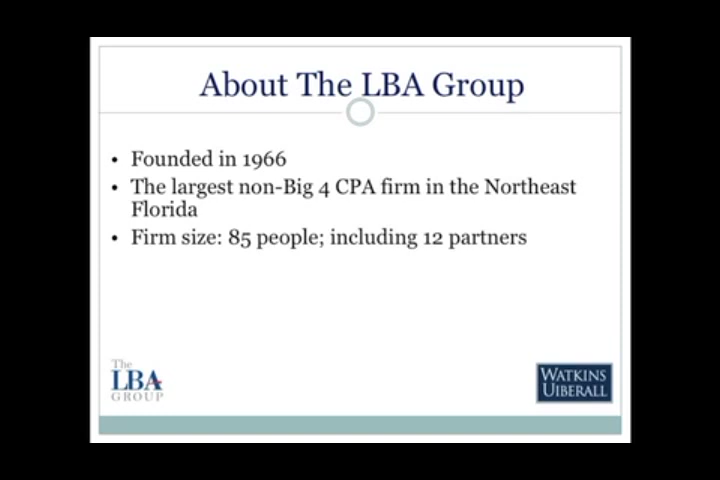 About The LBA Group
• Founded in 1966
• The largest non-Big 4 CPA firm in the Northeast
Florida
• Firm size: 85 people; including 12 partners
The
LBA
GROUP
WATKINS
UIBERALL